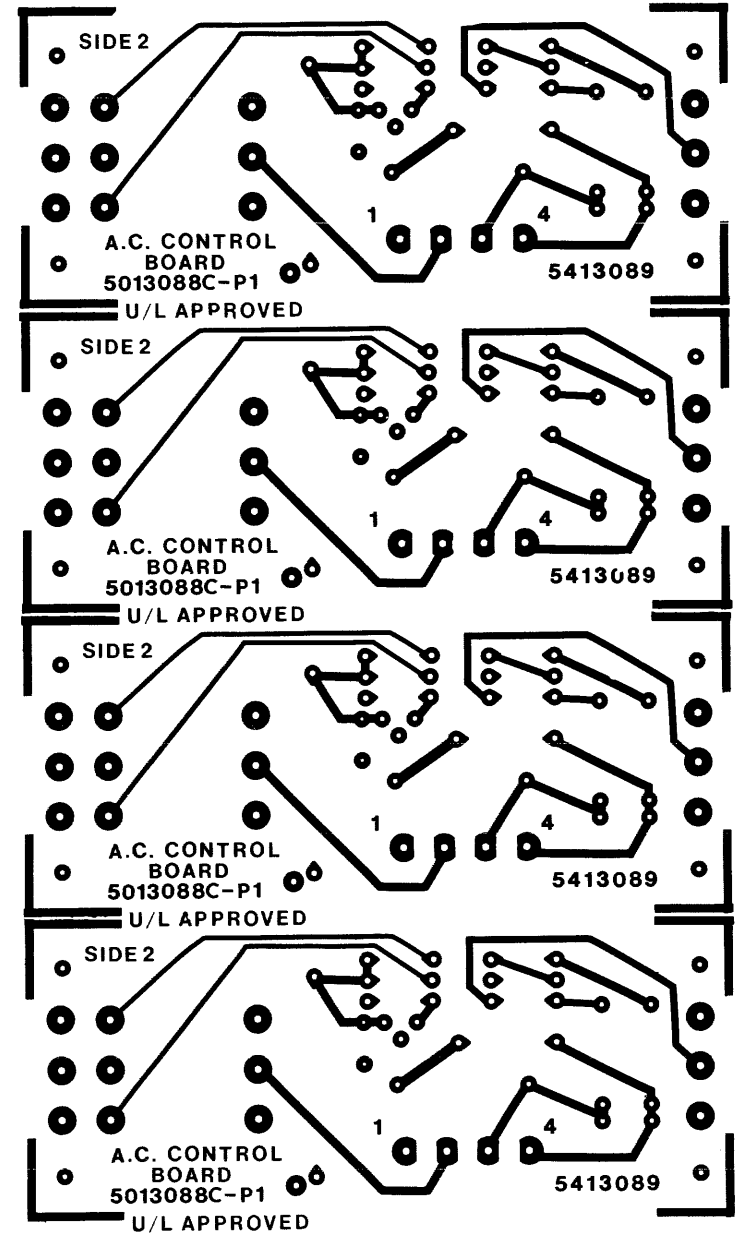 SIDE 2
1
4
A.C. CONTROL
BOARD
5013088C-P1
5413089
U/L APPROVED
SIDE 2
1
4
A.C. CONTROL
BOARD
5013088C-P1
5413089
U/L APPROVED
SIDE 2
1
4
A.C. CONTROL
BOARD
5013088C-P1
5413089
U/L APPROVED
SIDE 2
1
4
A.C. CONTROL
BOARD
5013088C-P1
5413089
U/L APPROVED